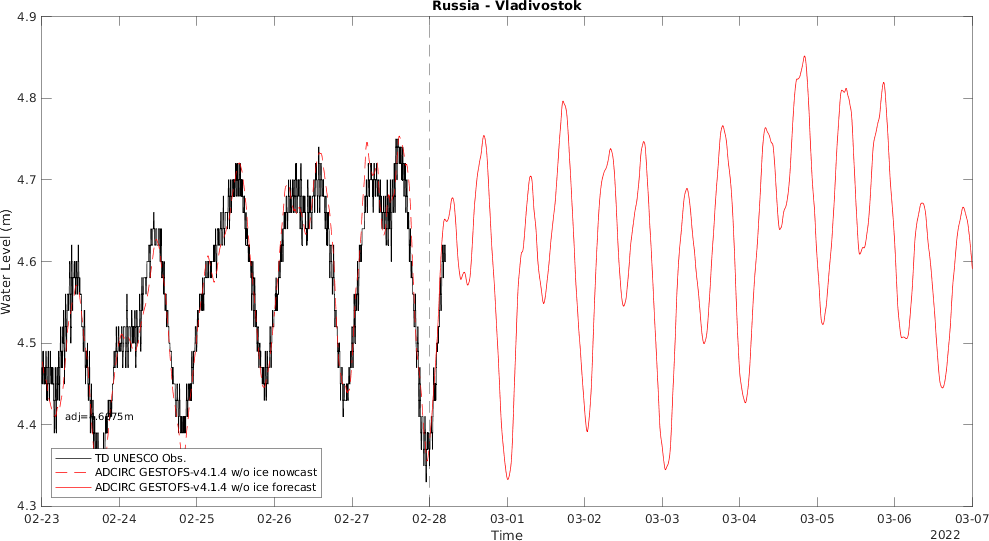 Russia - Vladivostok
4.9
4.8
4.7
4.6
4.5
4.4
4.3
Water Level (m)
TD UNESCO Obs.
ADCIRC GESTOFS-v4.1.4 w/o ice nowcast
ADCIRC GESTOFS-v4.1.4 w/o ice forecast
02-23 02-24 02-25 02-26 02-27 02-28 03-01 03-02 03-03 03-04 03-05 03-06 03-07
Time
2022